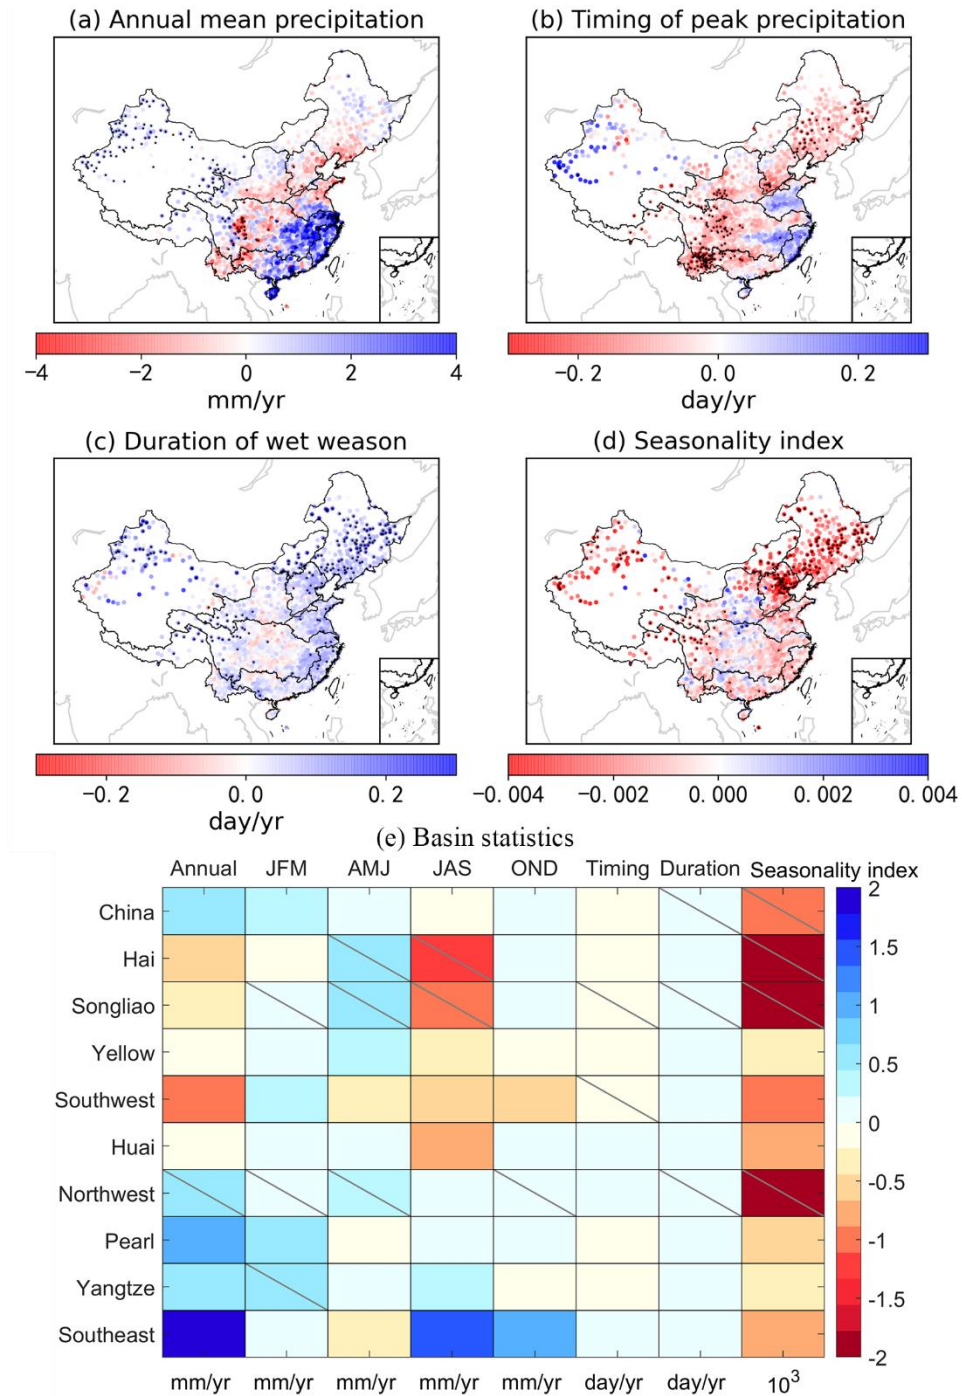 (a) Annual mean precipitation
(b) Timing of peak precipitation
−4 −2 0 2 4
mm/yr
−0.2 0.0 0.2
day/yr
(c) Duration of wet weason
(d) Seasonality index
−0.2 0.0 0.2
day/yr
−0.004 −0.002 0.000 0.002 0.004
(e) Basin statistics
Annual JFM AMJ JAS OND Timing Duration Seasonality index
China
Hai
Songliao
Yellow
Southwest
Huai
Northwest
Pearl
Yangtze
Southeast
2
1.5
1
0.5
0
-0.5
-1
-1.5
-2
mm/yr mm/yr mm/yr mm/yr mm/yr day/yr day/yr 10³